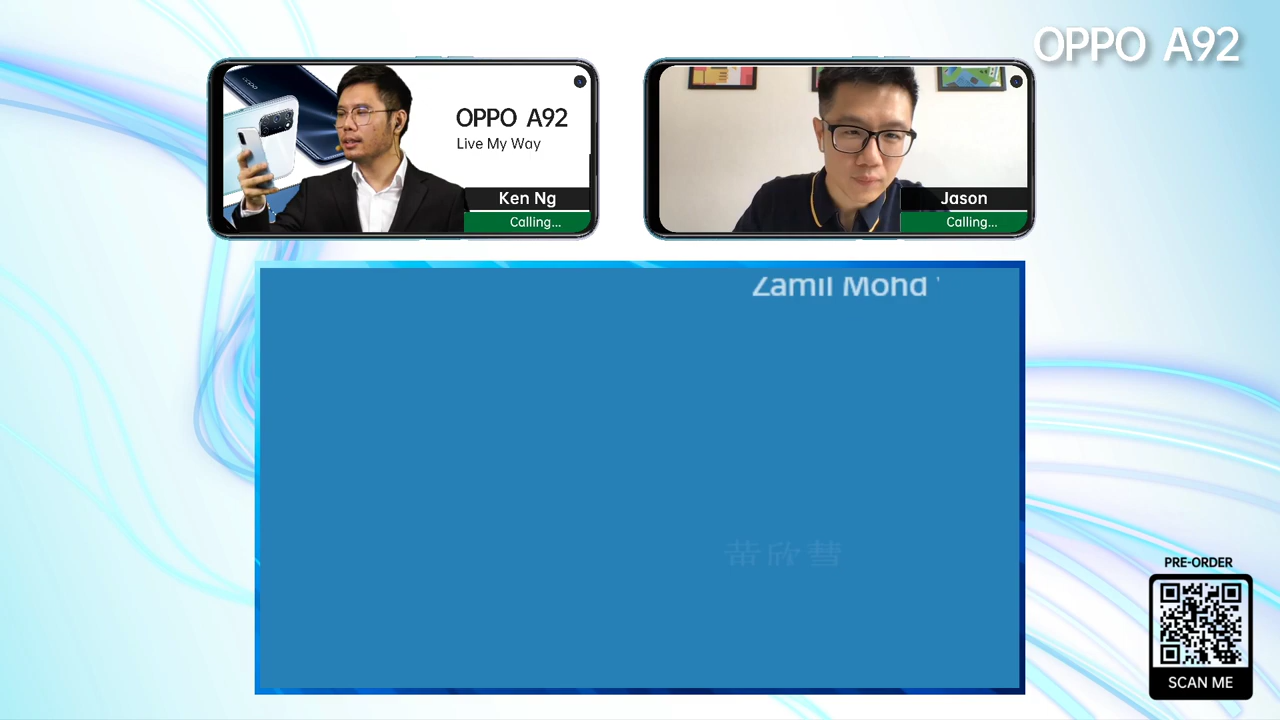 OPPO A92
OPPO A92
Live My Way
Ken Ng
Calling...
Jason
Calling...
Zamil Mohd
黄欣彗
PRE-ORDER
SCAN ME